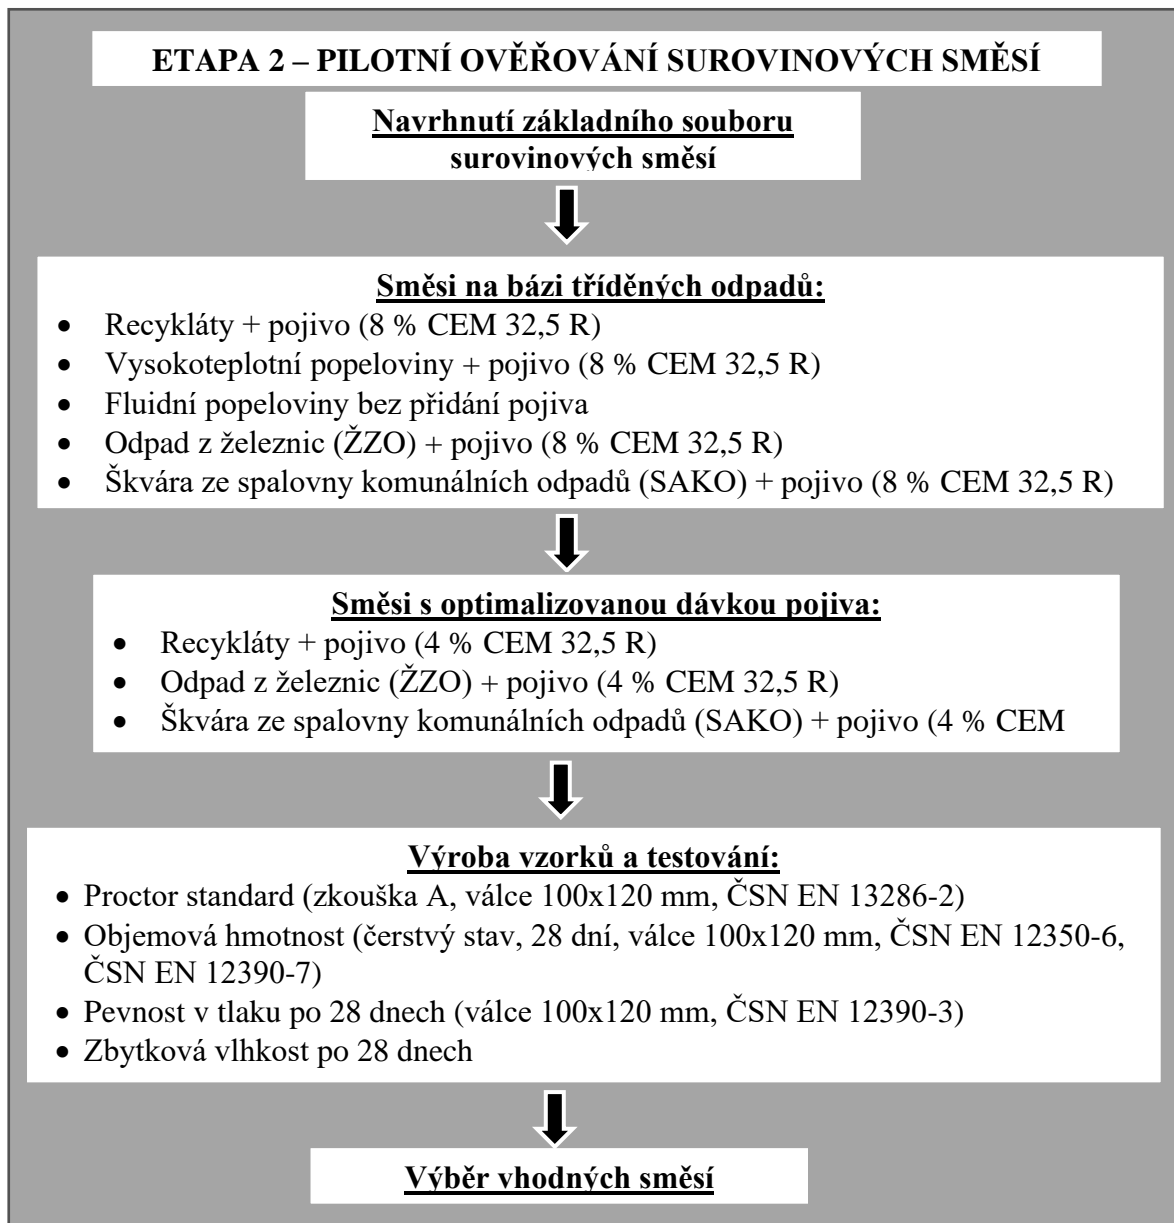 ETAPA 2 – PILOTNÍ OVĚŘOVÁNÍ SUROVINOVÝCH SMĚSÍ
Navrhnutí základního souboru
surovinových směsí
Směsi na bázi tříděných odpadů:
• Recykláty + pojivo (8 % CEM 32,5 R)
• Vysokoteplotní popeloviny + pojivo (8 % CEM 32,5 R)
• Fluidní popeloviny bez přidání pojiva
• Odpad z železnic (ŽZO) + pojivo (8 % CEM 32,5 R)
• Škvára ze spalovny komunálních odpadů (SAKO) + pojivo (8 % CEM 32,5 R)
Směsi s optimalizovanou dávkou pojiva:
• Recykláty + pojivo (4 % CEM 32,5 R)
• Odpad z železnic (ŽZO) + pojivo (4 % CEM 32,5 R)
• Škvára ze spalovny komunálních odpadů (SAKO) + pojivo (4 % CEM
Výroba vzorků a testování:
• Proctor standard (zkouška A, válce 100x120 mm, ČSN EN 13286-2)
• Objemová hmotnost (čerstvý stav, 28 dní, válce 100x120 mm, ČSN EN 12350-6,
ČSN EN 12390-7)
• Pevnost v tlaku po 28 dnech (válce 100x120 mm, ČSN EN 12390-3)
• Zbytková vlhkost po 28 dnech
Výběr vhodných směsí